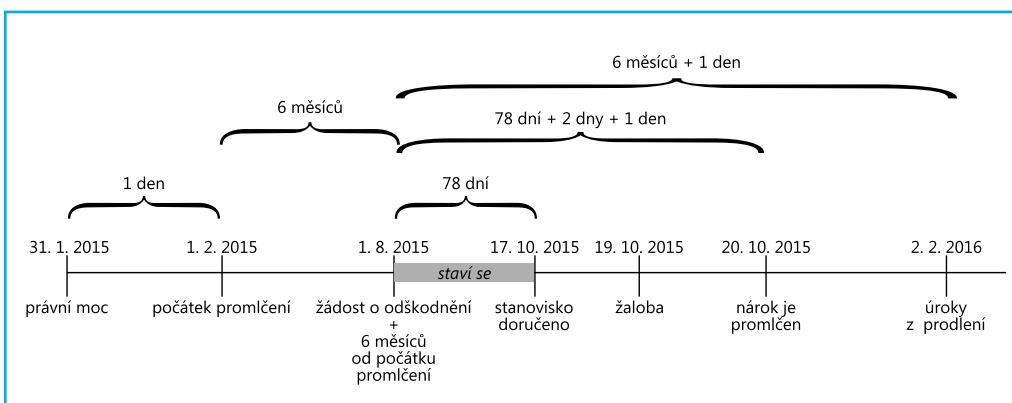 6 měsíců + 1 den
6 měsíců
78 dní + 2 dny + 1 den
1 den
78 dní
31. 1. 2015
1. 2. 2015
1. 8. 2015
17. 10. 2015
19. 10. 2015
20. 10. 2015
2. 2. 2016
staví se
právní moc
počátek promlčení
žádost o odškodnění
+
6 měsíců
od počátku
promlčení
stanovisko
doručeno
žaloba
nárok je
promlčen
úroky
z prodlení